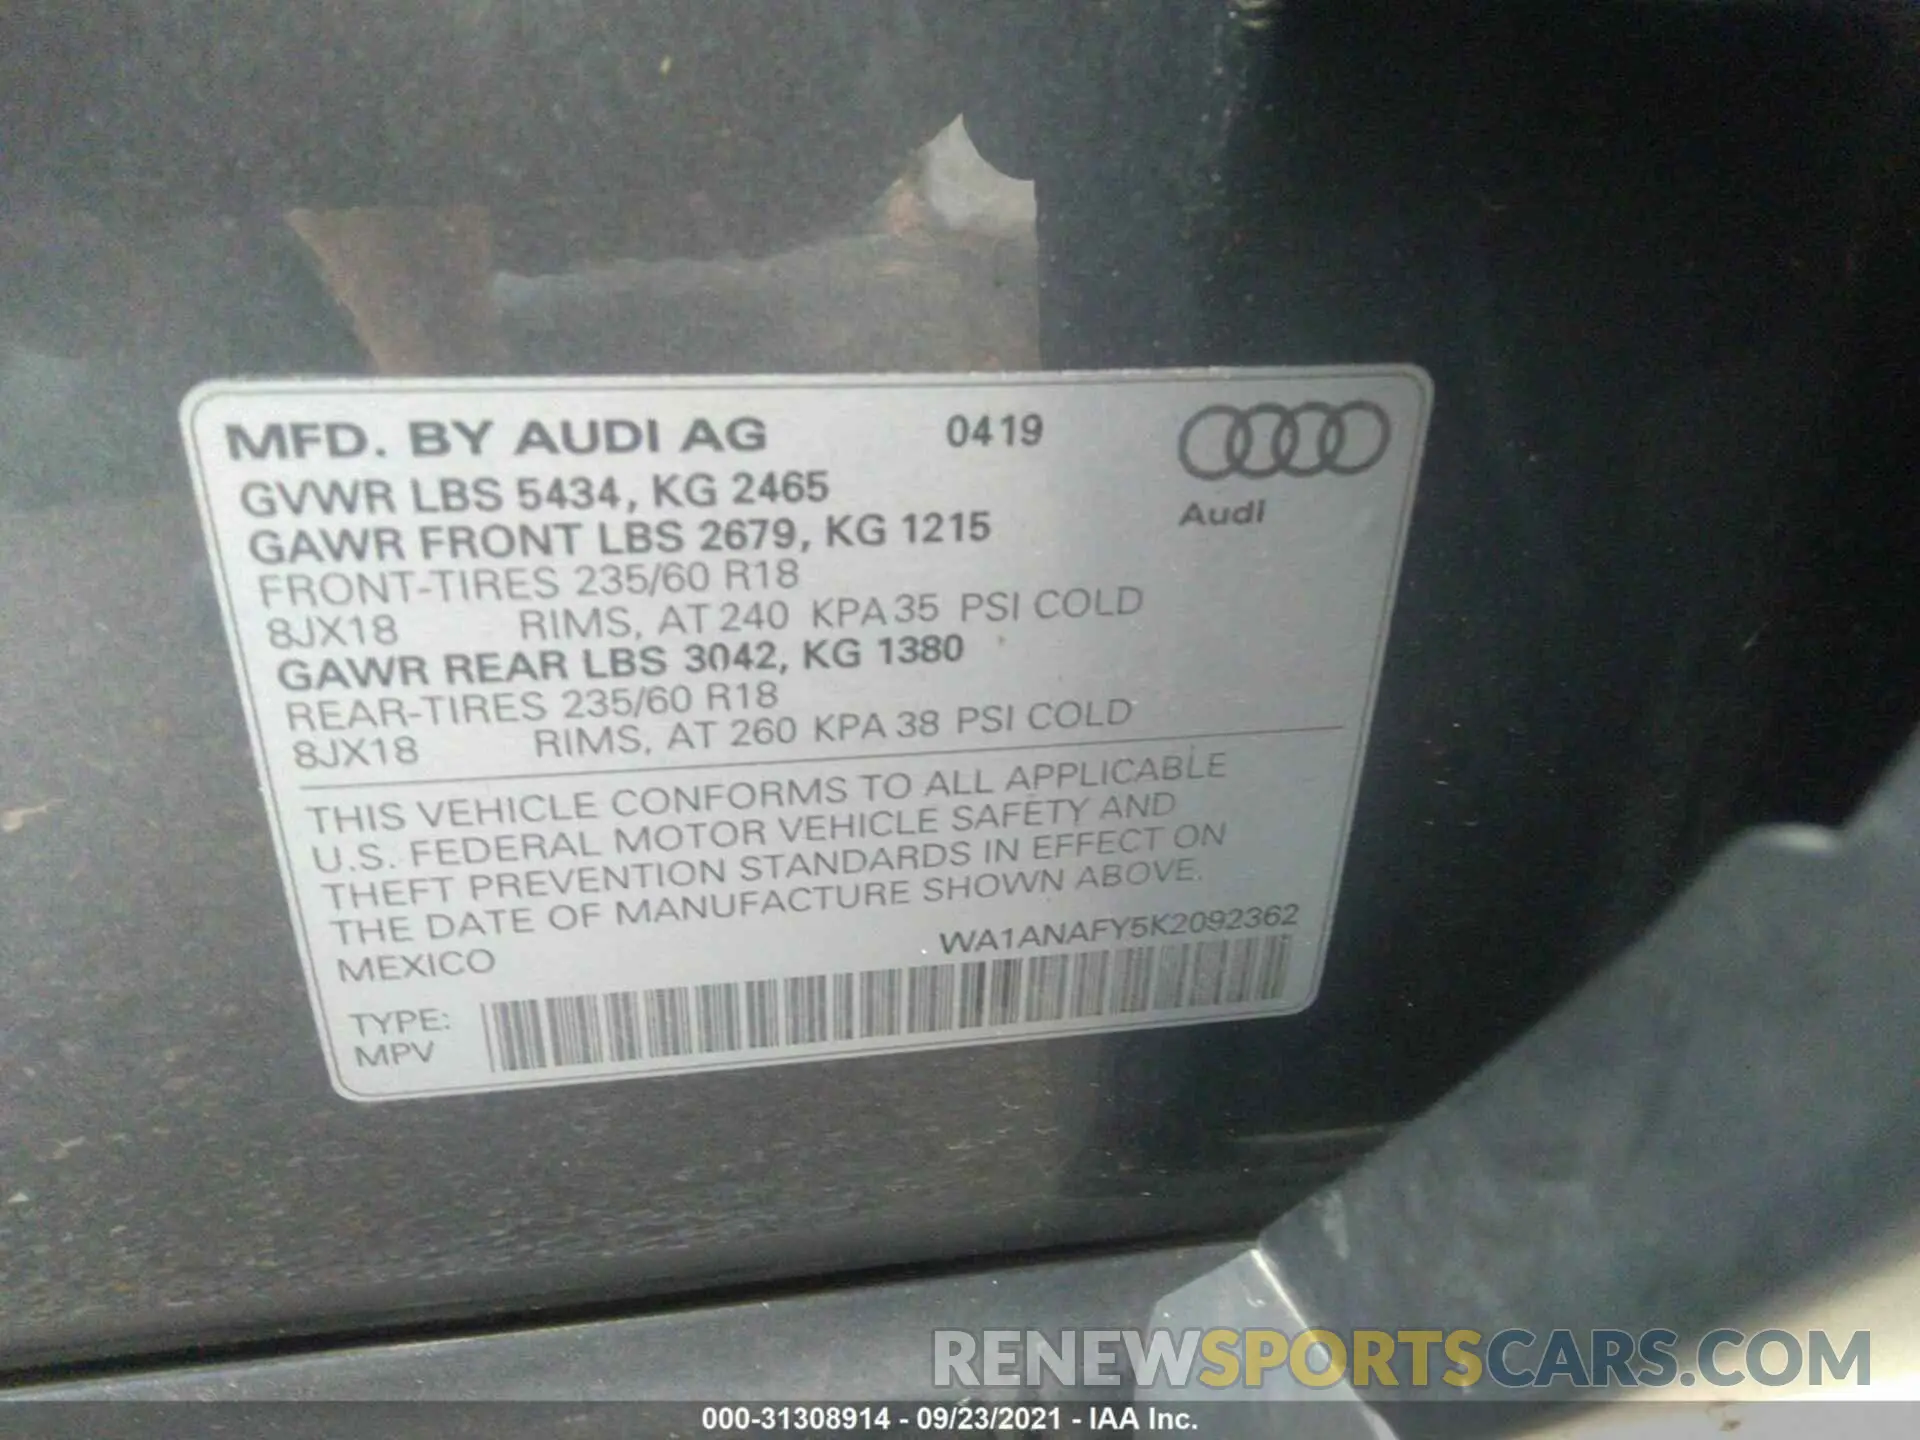 MFD. BY AUDI AG 0419
GVWR LBS 5434, KG 2465
Audi
GAWR FRONT LBS 2679, KG 1215
FRONT-TIRES 235/60 R18
8JX18 RIMS, AT 240 KPA 35 PSI COLD
GAWR REAR LBS 3042, KG 1380
REAR-TIRES 235/60 R18
8JX18 RIMS, AT 260 KPA 38 PSI COLD
THIS VEHICLE CONFORMS TO ALL APPLICABLE
U.S. FEDERAL MOTOR VEHICLE SAFETY AND
THEFT PREVENTION STANDARDS IN EFFECT ON
THE DATE OF MANUFACTURE SHOWN ABOVE.
MEXICO WA1ANAFY5K2092362
TYPE:
MPV
RENEWSPORTSCARS.COM
000-31308914 - 09/23/2021 - IAA Inc.